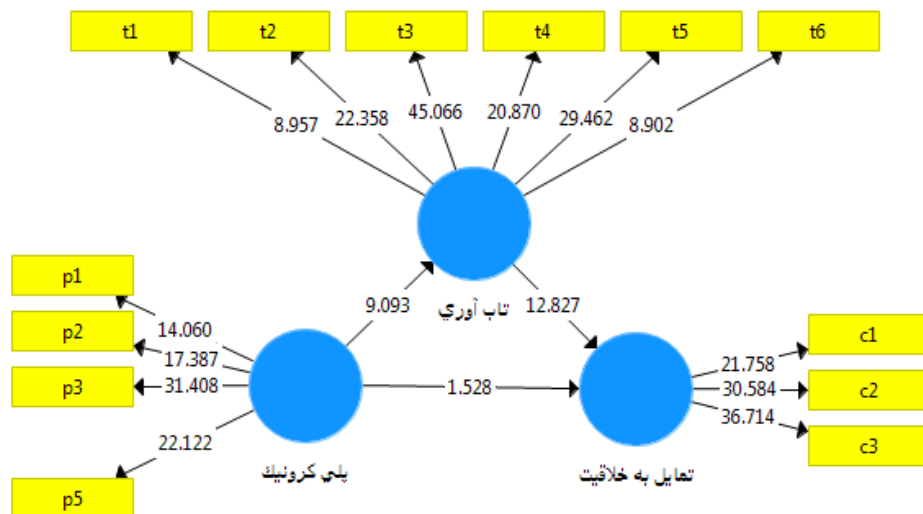 t1 t2 t3 t4 t5 t6
8.957 22.358 45.066 20.870 29.462 8.902
p1
p2
p3
p5
14.060
17.387
31.408
22.122
9.093
تاب آوري
12.827
1.528
پلي كرونيك
تمايل به خلاقيت
21.758
30.584
36.714
c1
c2
c3